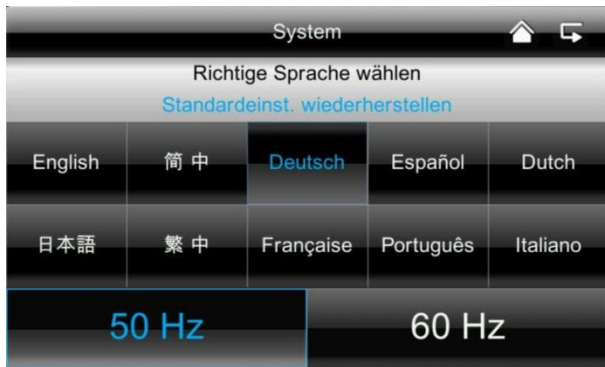 System
Richtige Sprache wählen
Standardeinst. wiederherstellen
English 简中 Deutsch Español Dutch
日本語 繁中 Française Português Italiano
50 Hz 60 Hz